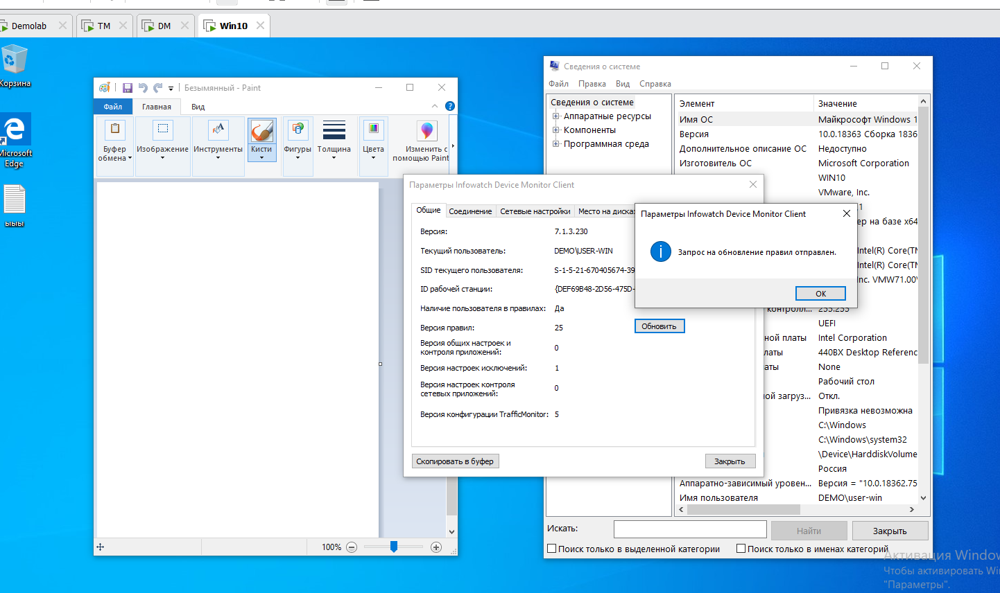 Demolab
TM
DM
Win10
Корзина
Microsoft
Edge
ыыы
Безымянный - Paint
Файл
Главная
Вид
Буфер
обмена
Изображение
Инструменты
Кисти
Фигуры
Толщина
Цвета
Изменить с
помощью Paint
100%
Сведения о системе
Файл Правка Вид Справка
Сведения о системе
Аппаратные ресурсы
Компоненты
Программная среда
Элемент Значение
Имя ОС Майкрософт Windows 1
Версия 10.0.18363 Сборка 1836
Дополнительное описание ОС Недоступно
Изготовитель ОС Microsoft Corporation
WIN10
VMware, Inc.
ер на базе x64
Intel(R) Core(TM
Intel(R) Core(TM
nc. VMW71.00V
контролл... 255.255
UEFI
ной платы Intel Corporation
латы 440BX Desktop Referenc
аты None
Рабочий стол
ой загруз... Откл.
Привязка невозможна
C:\Windows
C:\Windows\system32
\Device\HarddiskVolume
Россия
Аппаратно-зависимый уровен... Версия = "10.0.18362.75
Имя пользователя DEMO\user-win
Искать:
Найти
Закрыть
Поиск только в выделенной категории
Поиск только в именах категорий
Параметры Infowatch Device Monitor Client
Общие
Соединение
Сетевые настройки
Место на дисках
Версия: 7.1.3.230
Текущий пользователь: DEMO\USER-WIN
SID текущего пользователя: S-1-5-21-670405674-39
ID рабочей станции: {DEF69B48-2D56-475D-
Наличие пользователя в правилах: Да
Версия правил: 25
Обновить
Версия общих настроек и
контроля приложений: 0
Версия настроек исключений: 1
Версия настроек контроля
сетевых приложений: 0
Версия конфигурации TrafficMonitor: 5
Скопировать в буфер
Закрыть
Параметры Infowatch Device Monitor Client
Запрос на обновление правил отправлен.
OK
Активация Window
Чтобы активировать Wi
"Параметры".